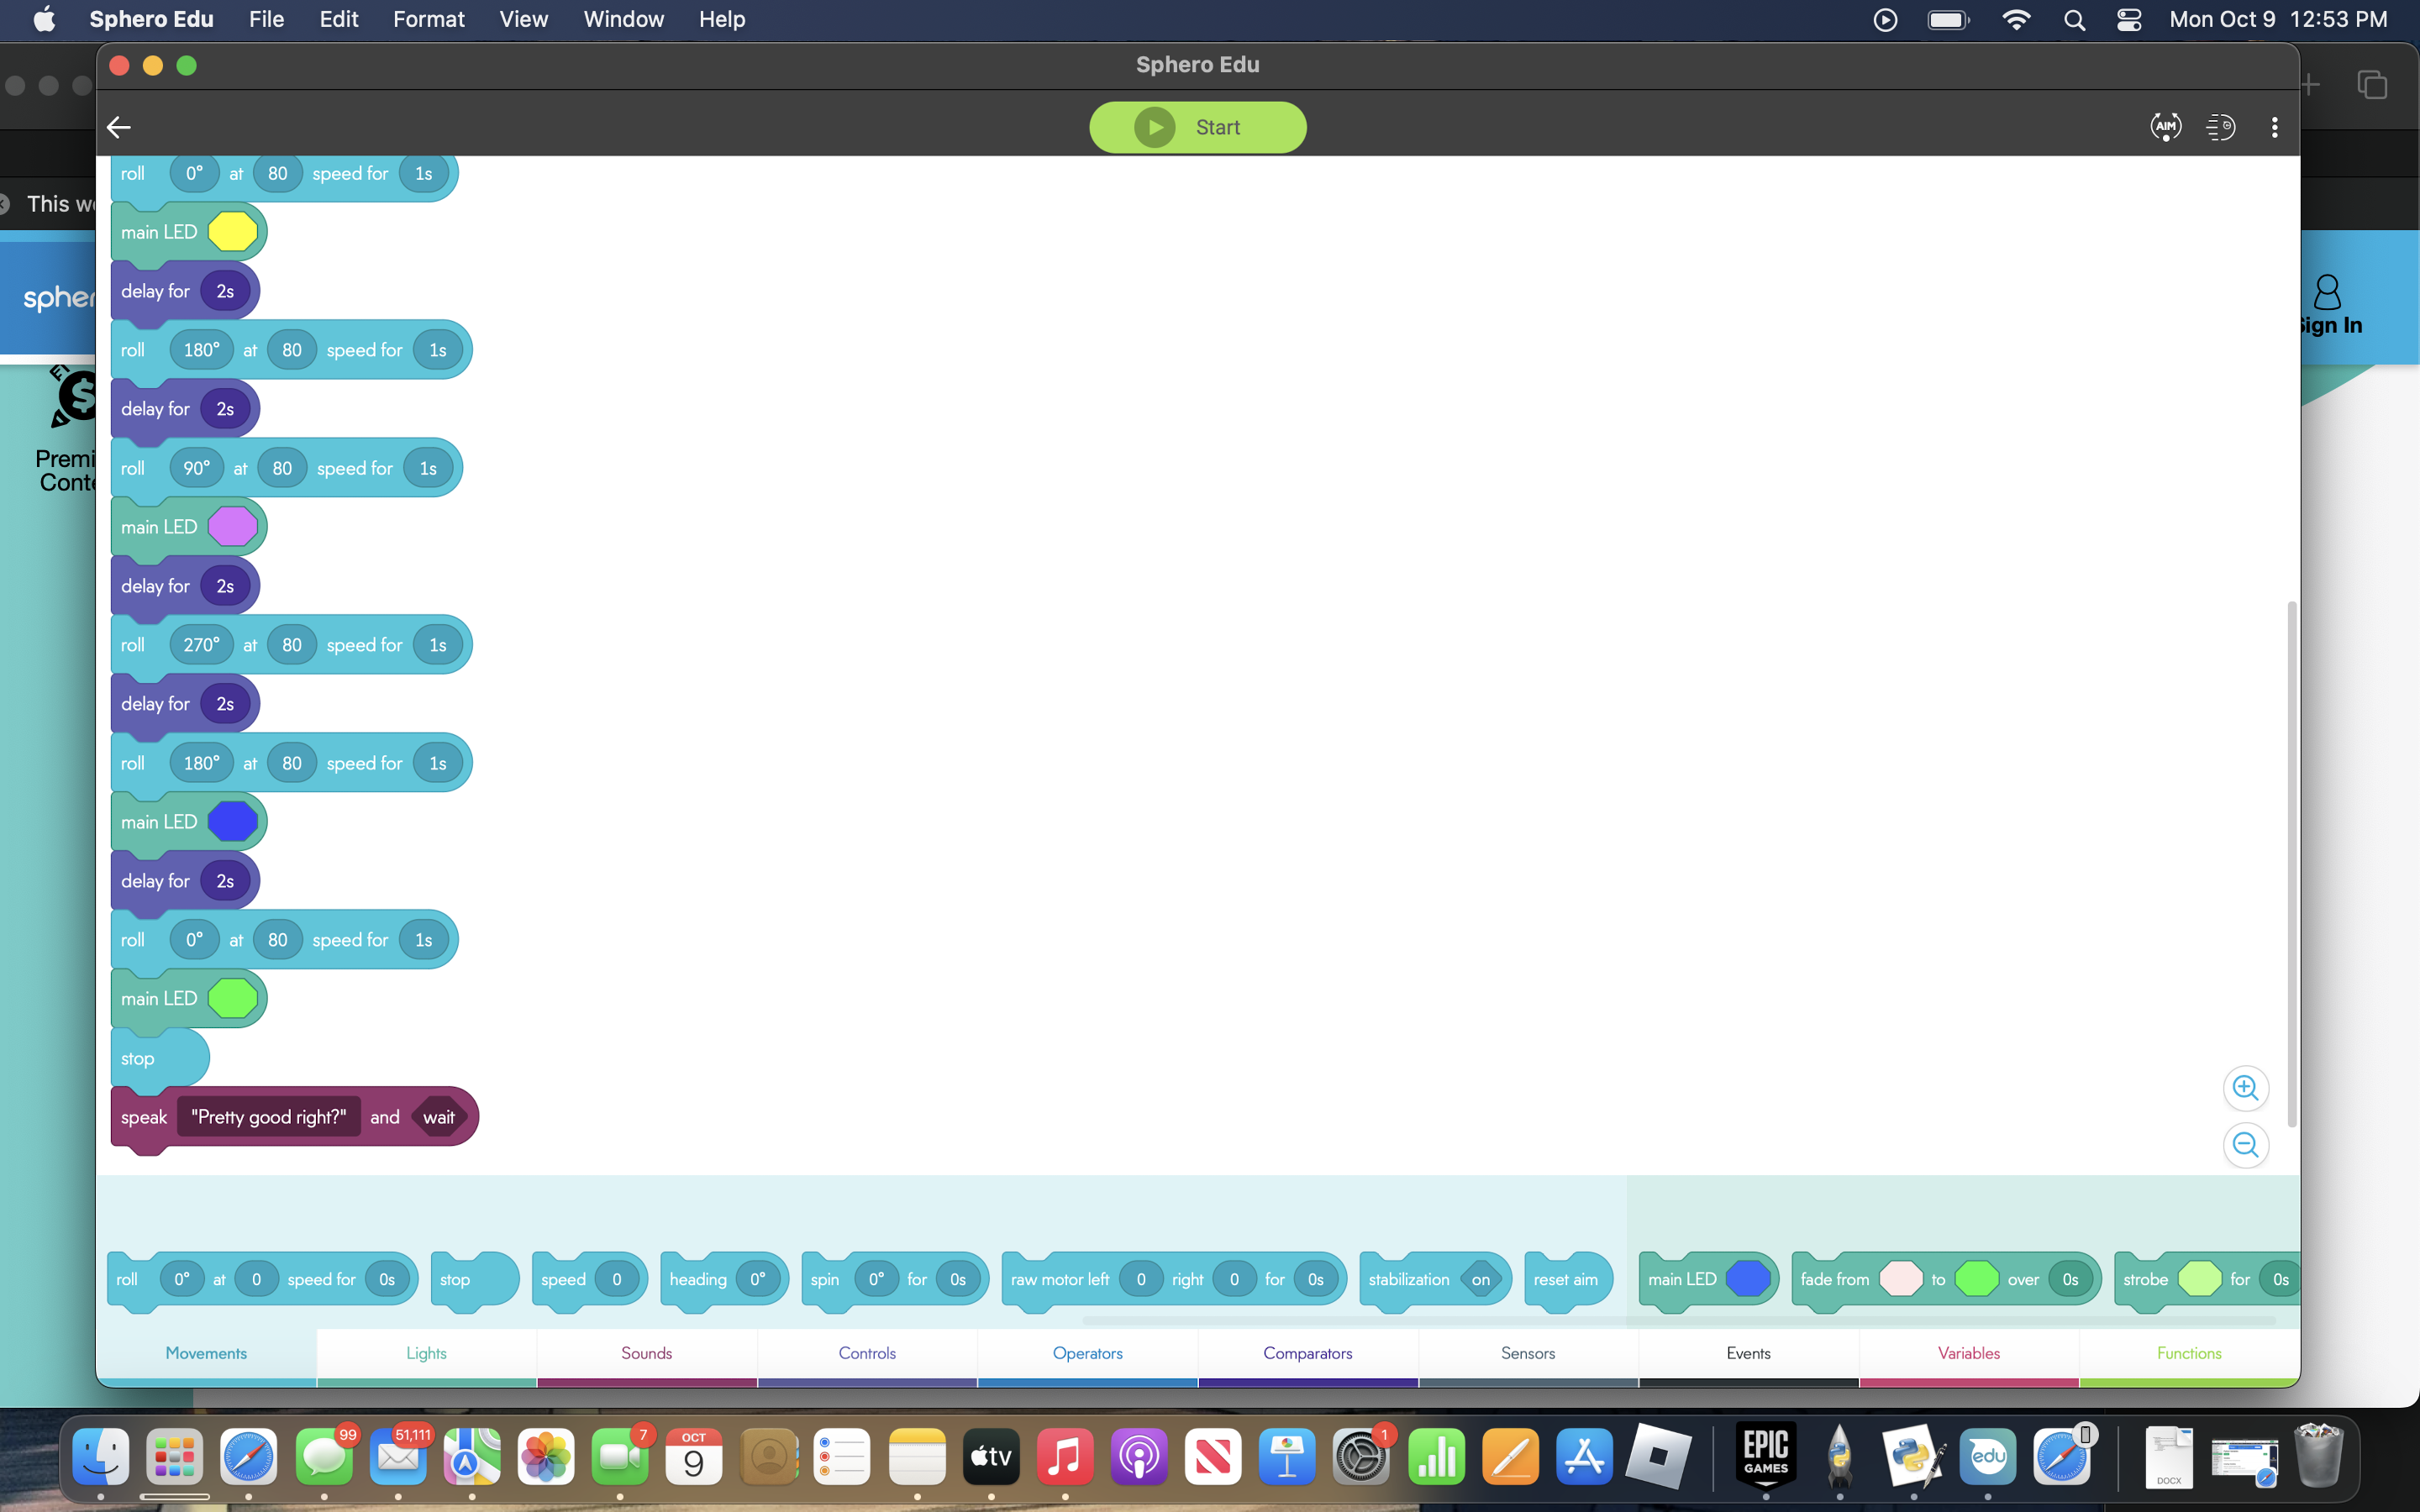 Sphero Edu File Edit Format View Window Help Mon Oct 9 12:53 PM
Sphero Edu
Start AIM
roll 0° at 80 speed for 1s
This we
main LED
delay for 2s
spher
Sign In
roll 180° at 80 speed for 1s
delay for 2s
$
Premi
Conte
roll 90° at 80 speed for 1s
main LED
delay for 2s
roll 270° at 80 speed for 1s
delay for 2s
roll 180° at 80 speed for 1s
main LED
delay for 2s
roll 0° at 80 speed for 1s
main LED
stop
speak "Pretty good right?" and wait
roll 0° at 0 speed for 0s stop speed 0 heading 0° spin 0° for 0s raw motor left 0 right 0 for 0s stabilization on reset aim main LED fade from to over 0s strobe for 0s
Movements Lights Sounds Controls Operators Comparators Sensors Events Variables Functions
99 51,111 7 OCT 9 tv 1 EPIC GAMES edu DOCX